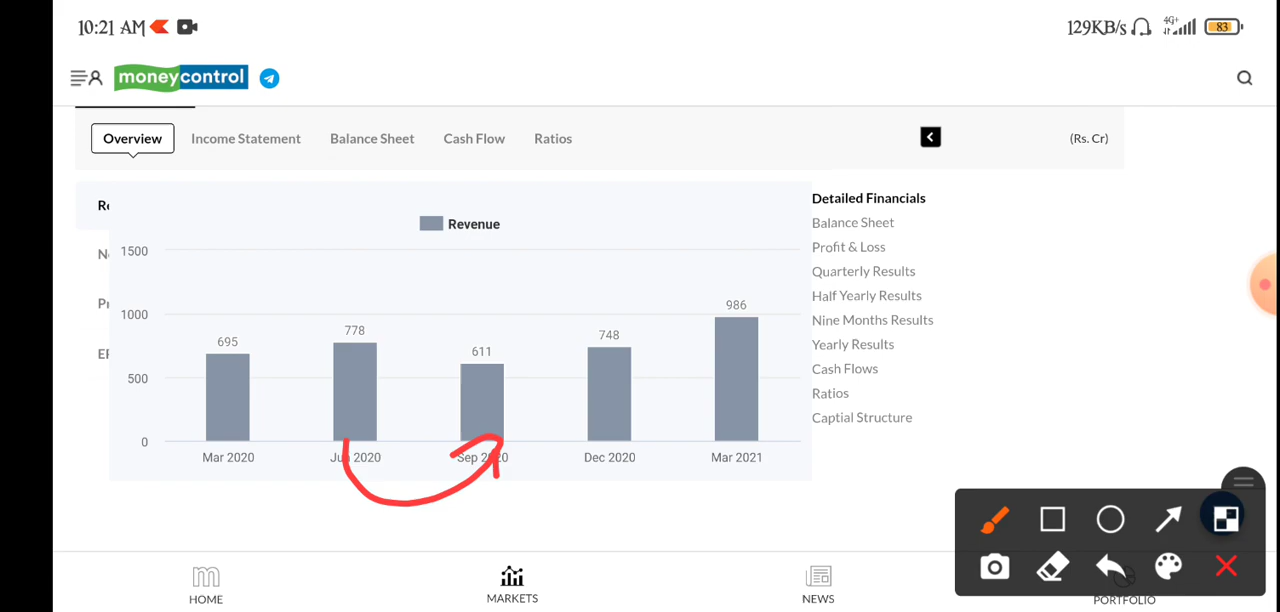 10:21 AM
129KB/s 4G+ 83
moneycontrol
Overview Income Statement Balance Sheet Cash Flow Ratios (Rs. Cr)
Revenue
1500
1000
500
0
695 778 611 748 986
Mar 2020 Jun 2020 Sep 2020 Dec 2020 Mar 2021
Detailed Financials
Balance Sheet
Profit & Loss
Quarterly Results
Half Yearly Results
Nine Months Results
Yearly Results
Cash Flows
Ratios
Captial Structure
HOME MARKETS NEWS PORTFOLIO